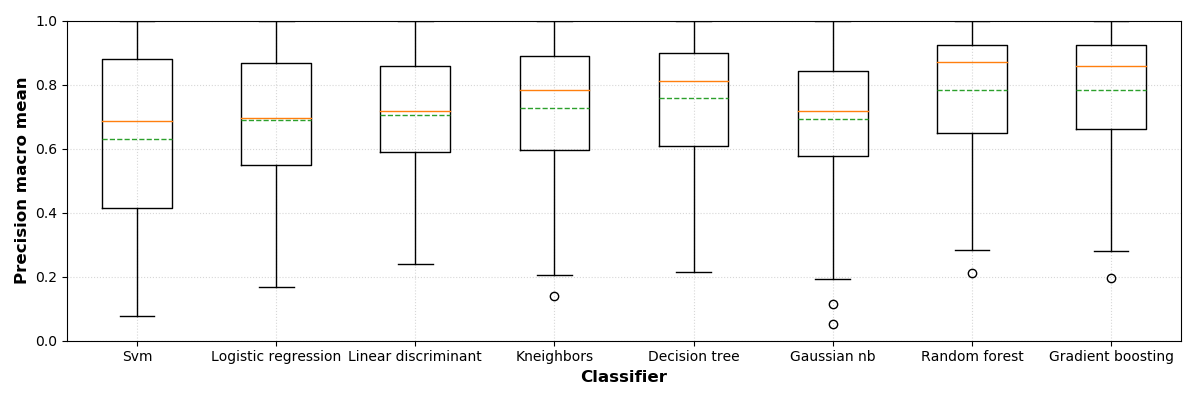 Precision macro mean
1.0
0.8
0.6
0.4
0.2
0.0
Svm Logistic regression Linear discriminant Kneighbors Decision tree Gaussian nb Random forest Gradient boosting
Classifier